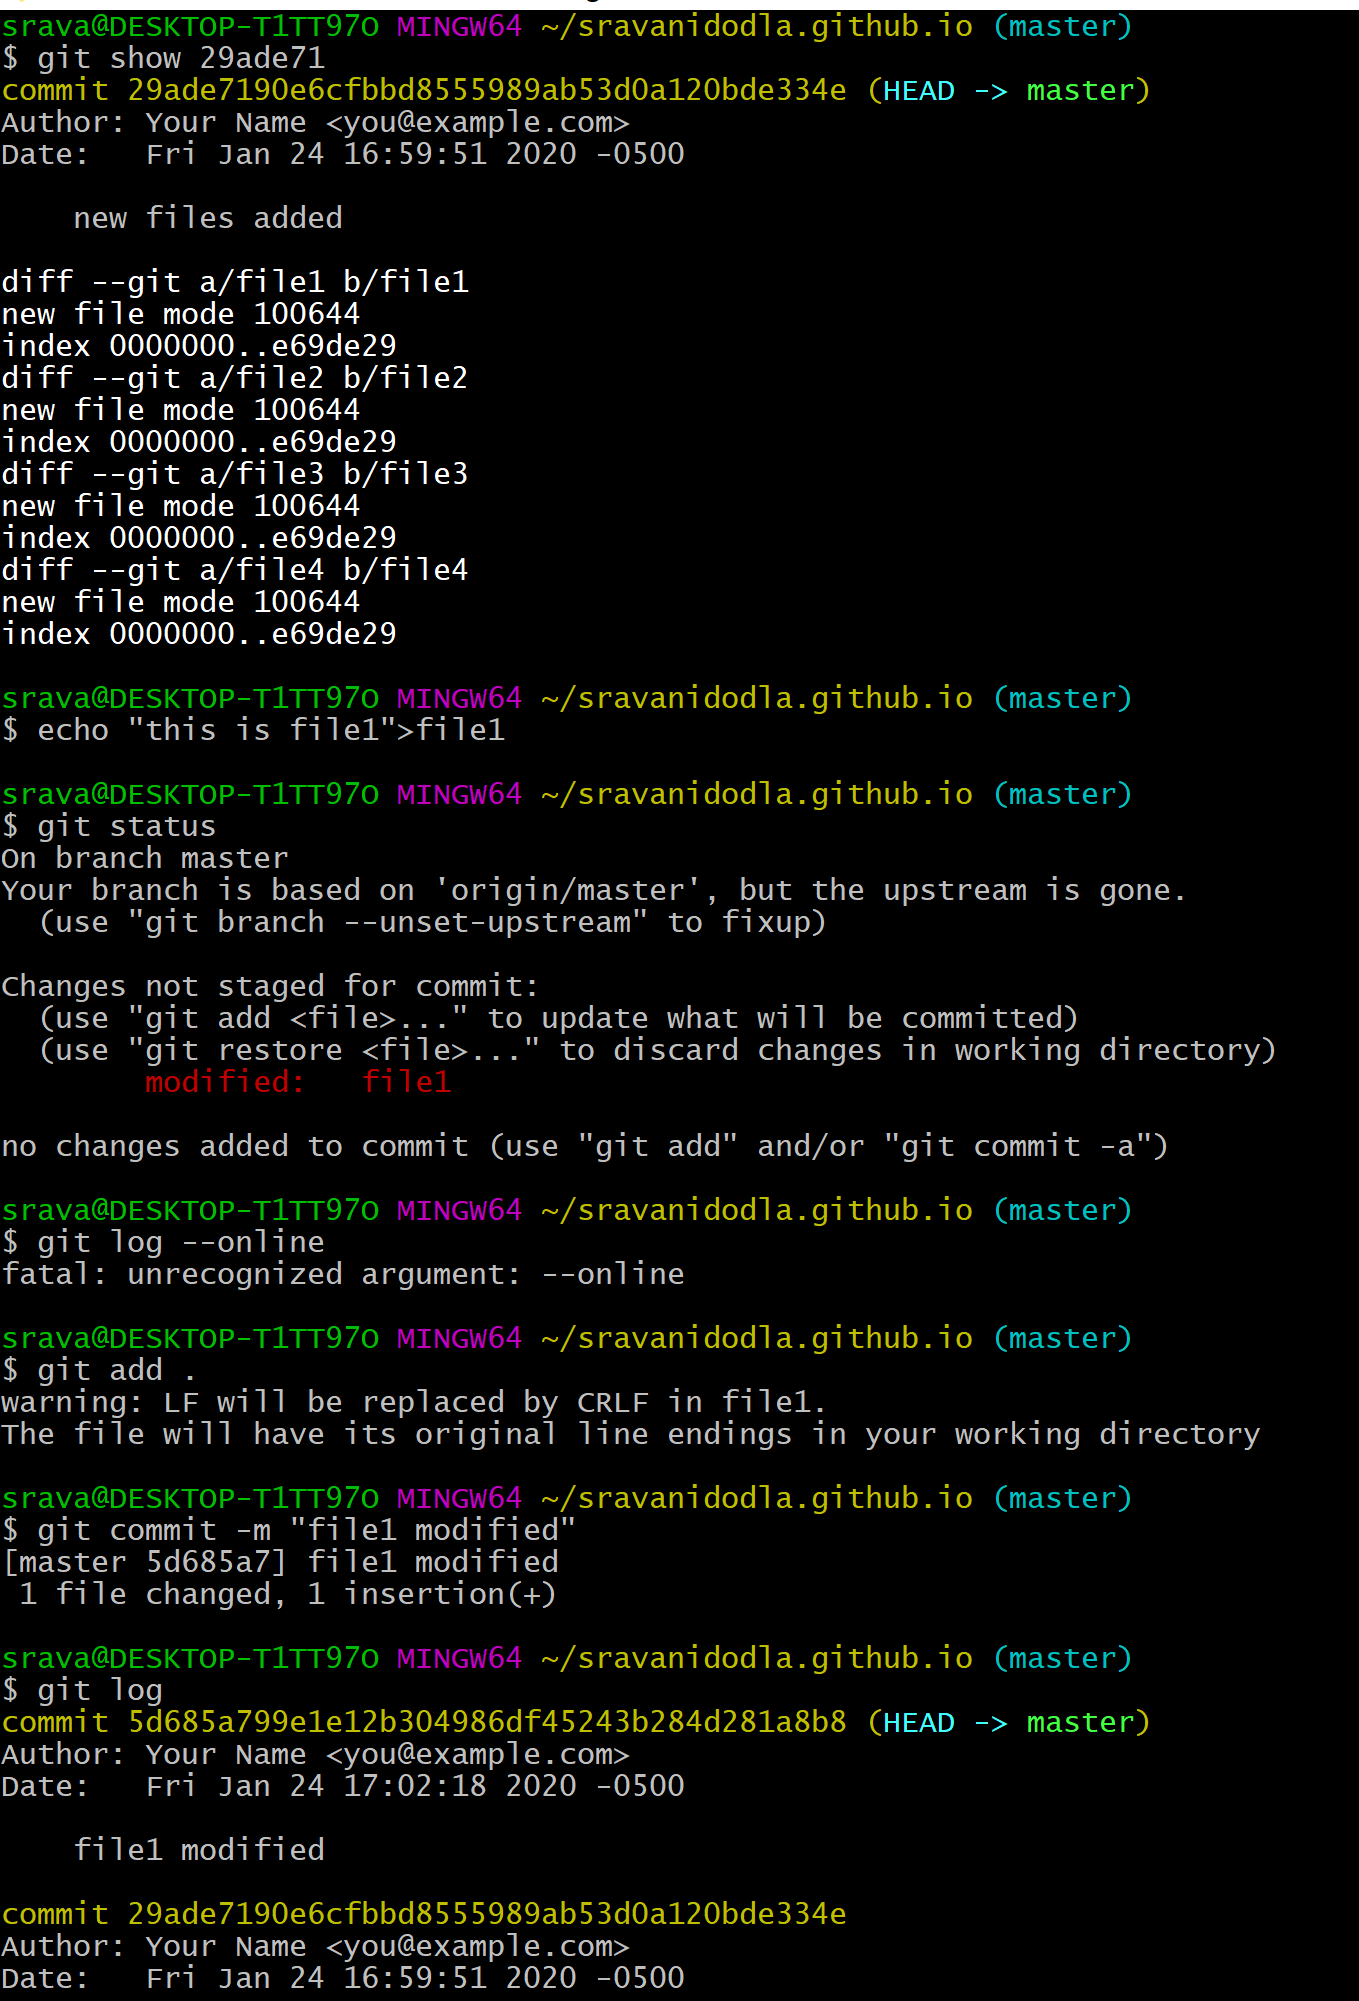 srava@DESKTOP-T1TT97O MINGW64 ~/sravanidodla.github.io (master)
$ git show 29ade71
commit 29ade7190e6cfbbd8555989ab53d0a120bde334e (HEAD -> master)
Author: Your Name <you@example.com>
Date:   Fri Jan 24 16:59:51 2020 -0500

    new files added

diff --git a/file1 b/file1
new file mode 100644
index 0000000..e69de29
diff --git a/file2 b/file2
new file mode 100644
index 0000000..e69de29
diff --git a/file3 b/file3
new file mode 100644
index 0000000..e69de29
diff --git a/file4 b/file4
new file mode 100644
index 0000000..e69de29

srava@DESKTOP-T1TT97O MINGW64 ~/sravanidodla.github.io (master)
$ echo "this is file1">file1

srava@DESKTOP-T1TT97O MINGW64 ~/sravanidodla.github.io (master)
$ git status
On branch master
Your branch is based on 'origin/master', but the upstream is gone.
  (use "git branch --unset-upstream" to fixup)

Changes not staged for commit:
  (use "git add <file>..." to update what will be committed)
  (use "git restore <file>..." to discard changes in working directory)
        modified:   file1

no changes added to commit (use "git add" and/or "git commit -a")

srava@DESKTOP-T1TT97O MINGW64 ~/sravanidodla.github.io (master)
$ git log --online
fatal: unrecognized argument: --online

srava@DESKTOP-T1TT97O MINGW64 ~/sravanidodla.github.io (master)
$ git add .
warning: LF will be replaced by CRLF in file1.
The file will have its original line endings in your working directory

srava@DESKTOP-T1TT97O MINGW64 ~/sravanidodla.github.io (master)
$ git commit -m "file1 modified"
[master 5d685a7] file1 modified
 1 file changed, 1 insertion(+)

srava@DESKTOP-T1TT97O MINGW64 ~/sravanidodla.github.io (master)
$ git log
commit 5d685a799e1e12b304986df45243b284d281a8b8 (HEAD -> master)
Author: Your Name <you@example.com>
Date:   Fri Jan 24 17:02:18 2020 -0500

    file1 modified

commit 29ade7190e6cfbbd8555989ab53d0a120bde334e
Author: Your Name <you@example.com>
Date:   Fri Jan 24 16:59:51 2020 -0500